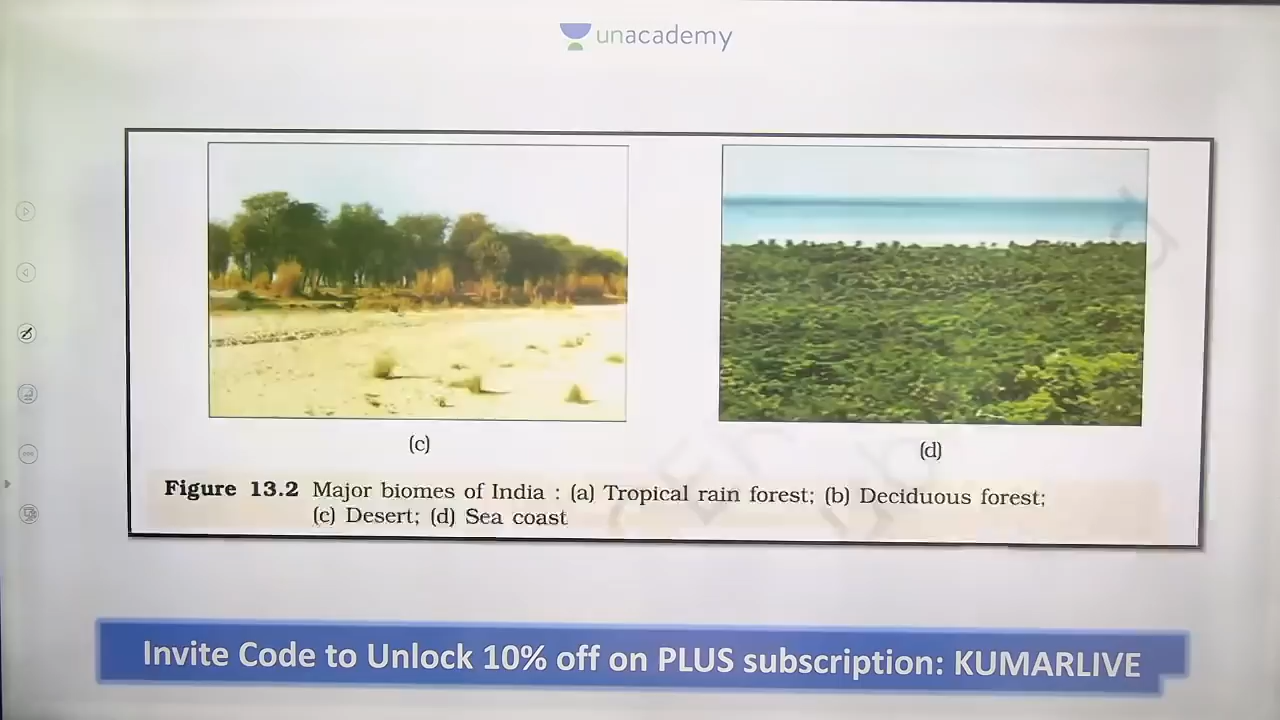 unacademy
(c)
(d)
Figure 13.2 Major biomes of India : (a) Tropical rain forest; (b) Deciduous forest;
(c) Desert; (d) Sea coast
Invite Code to Unlock 10% off on PLUS subscription: KUMARLIVE